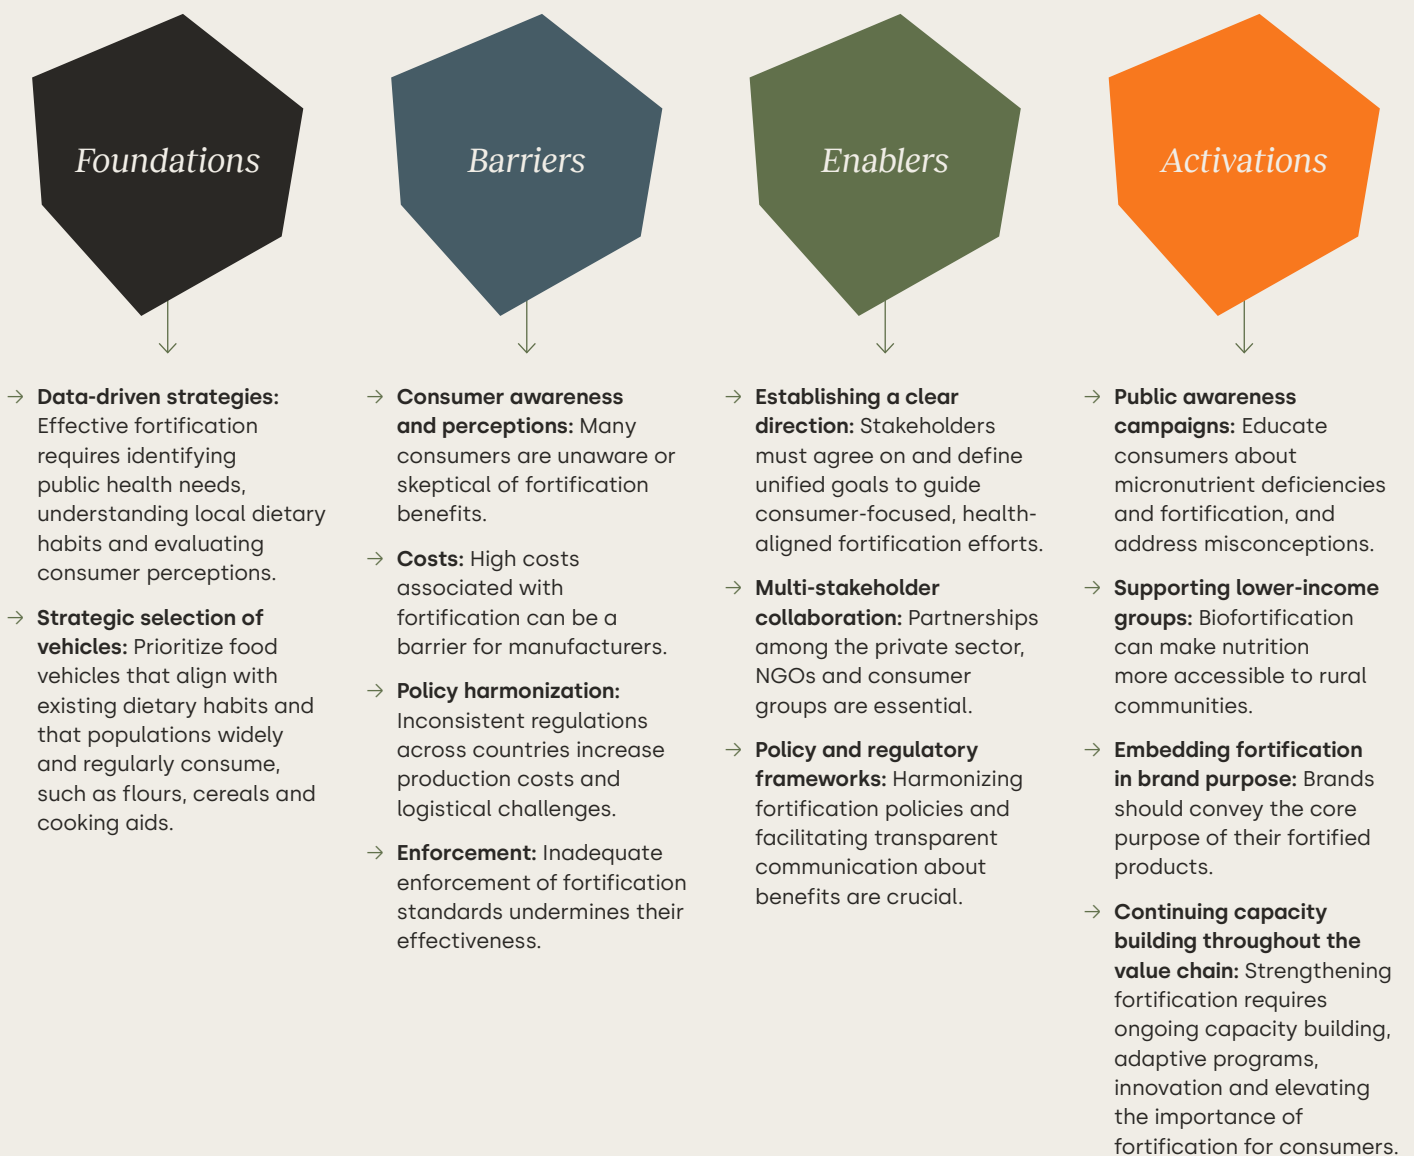 Foundations
→ Data-driven strategies:
Effective fortification
requires identifying
public health needs,
understanding local dietary
habits and evaluating
consumer perceptions.
→ Strategic selection of
vehicles: Prioritize food
vehicles that align with
existing dietary habits and
that populations widely
and regularly consume,
such as flours, cereals and
cooking aids.
Barriers
→ Consumer awareness
and perceptions: Many
consumers are unaware or
skeptical of fortification
benefits.
→ Costs: High costs
associated with
fortification can be a
barrier for manufacturers.
→ Policy harmonization:
Inconsistent regulations
across countries increase
production costs and
logistical challenges.
→ Enforcement: Inadequate
enforcement of fortification
standards undermines their
effectiveness.
Enablers
→ Establishing a clear
direction: Stakeholders
must agree on and define
unified goals to guide
consumer-focused, health-
aligned fortification efforts.
→ Multi-stakeholder
collaboration: Partnerships
among the private sector,
NGOs and consumer
groups are essential.
→ Policy and regulatory
frameworks: Harmonizing
fortification policies and
facilitating transparent
communication about
benefits are crucial.
Activations
→ Public awareness
campaigns: Educate
consumers about
micronutrient deficiencies
and fortification, and
address misconceptions.
→ Supporting lower-income
groups: Biofortification
can make nutrition
more accessible to rural
communities.
→ Embedding fortification
in brand purpose: Brands
should convey the core
purpose of their fortified
products.
→ Continuing capacity
building throughout the
value chain: Strengthening
fortification requires
ongoing capacity building,
adaptive programs,
innovation and elevating
the importance of
fortification for consumers.